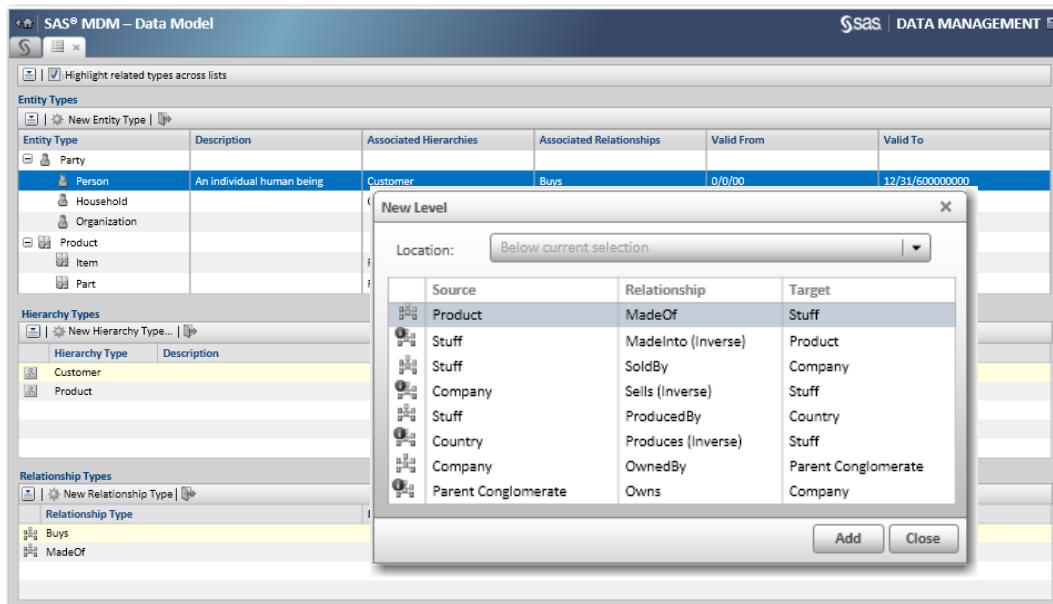 SAS® MDM – Data Model
sas | DATA MANAGEMENT
Highlight related types across lists
Entity Types
New Entity Type
Entity Type Description Associated Hierarchies Associated Relationships Valid From Valid To
Party
Person An individual human being Customer Buys 0/0/00 12/31/600000000
Household
Organization
Product
Item
Part
Hierarchy Types
New Hierarchy Type...
Hierarchy Type Description
Customer
Product
Relationship Types
New Relationship Type
Relationship Type
Buys
MadeOf
New Level
Location: Below current selection
Source Relationship Target
Product MadeOf Stuff
Stuff MadeInto (Inverse) Product
Stuff SoldBy Company
Company Sells (Inverse) Stuff
Stuff ProducedBy Country
Country Produces (Inverse) Stuff
Company OwnedBy Parent Conglomerate
Parent Conglomerate Owns Company
Add Close